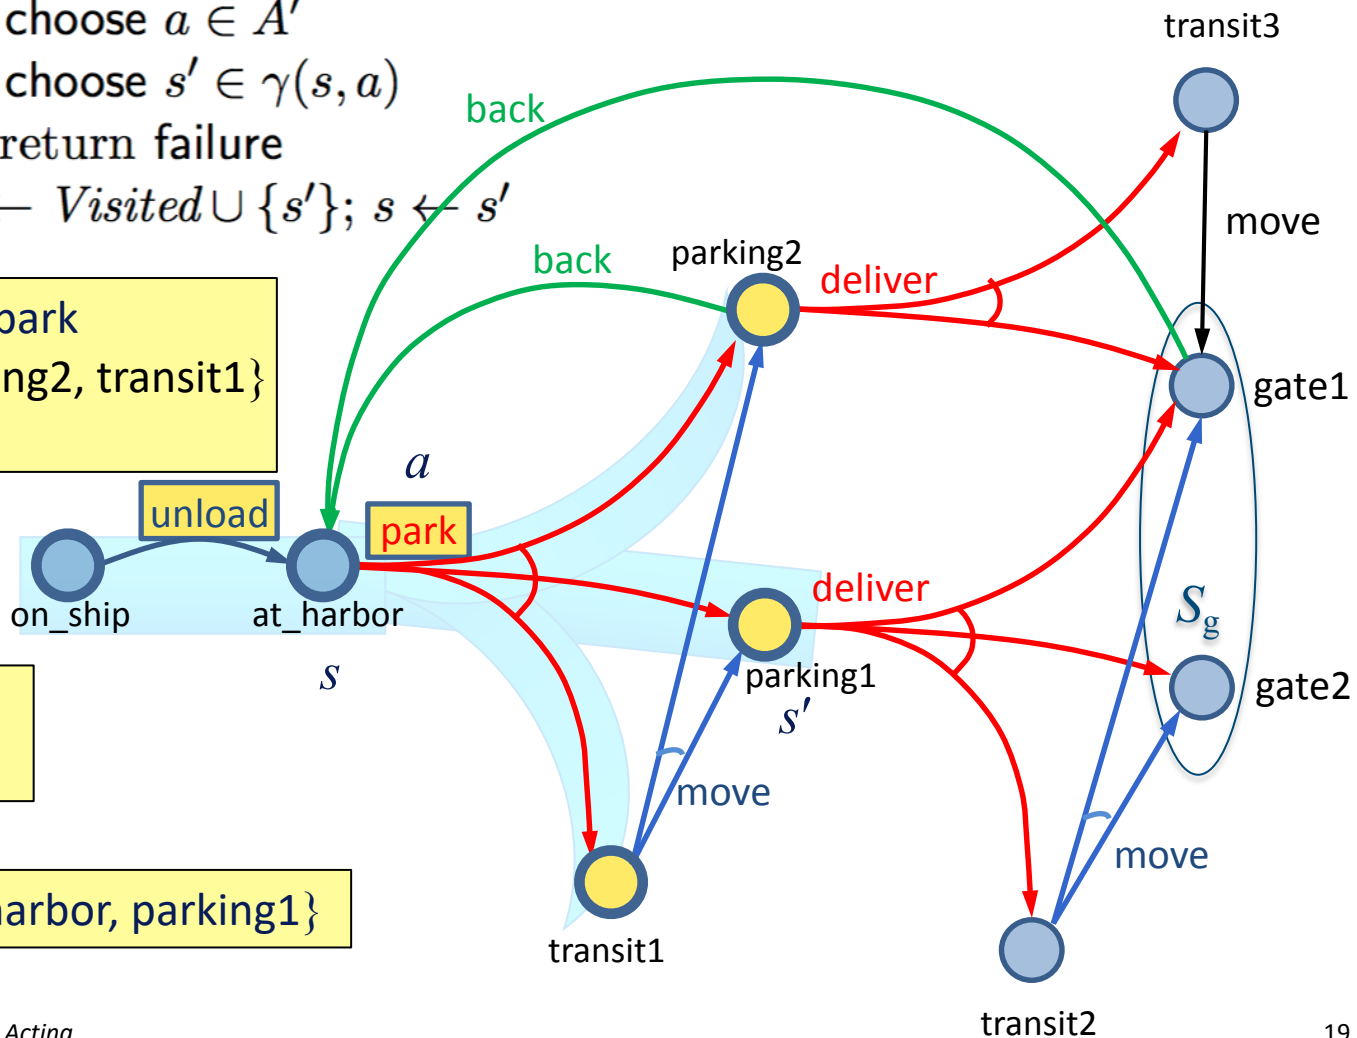 choose a ∈ A′
choose s′ ∈ γ(s, a)
return failure
← Visited ∪ {s′}; s ← s′
transit3
back
move
parking2
back
deliver
park
ng2, transit1}
gate1
a
unload
park
deliver
on_ship
at_harbor
S_g
s
parking1
s′
gate2
move
move
arbor, parking1}
transit1
transit2
Acting
19